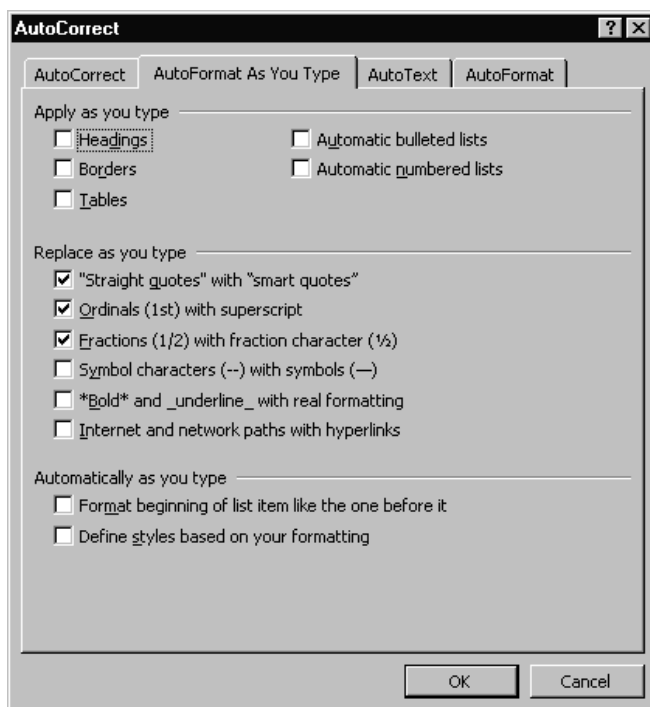 AutoCorrect
AutoCorrect AutoFormat As You Type AutoText AutoFormat
Apply as you type
Headings Automatic bulleted lists
Borders Automatic numbered lists
Tables
Replace as you type
"Straight quotes" with “smart quotes”
Ordinals (1st) with superscript
Fractions (1/2) with fraction character (½)
Symbol characters (--) with symbols (—)
*Bold* and _underline_ with real formatting
Internet and network paths with hyperlinks
Automatically as you type
Format beginning of list item like the one before it
Define styles based on your formatting
OK Cancel